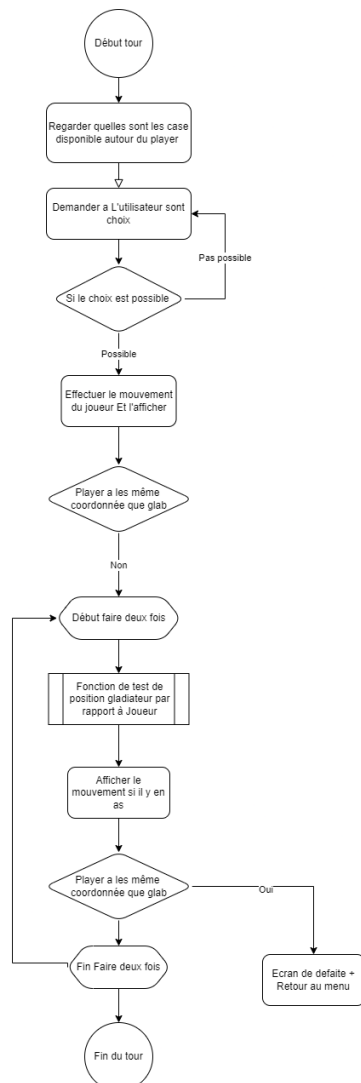 Début tour
Regarder quelles sont les case
disponible autour du player
Demander a L'utilisateur sont
choix
Pas possible
Si le choix est possible
Possible
Effectuer le mouvement
du joueur Et l'afficher
Player a les même
coordonnée que glab
Non
Début faire deux fois
Fonction de test de
position gladiateur par
rapport à Joueur
Afficher le
mouvement si il y en
as
Player a les même
coordonnée que glab
Oui
Fin Faire deux fois
Ecran de defaite +
Retour au menu
Fin du tour